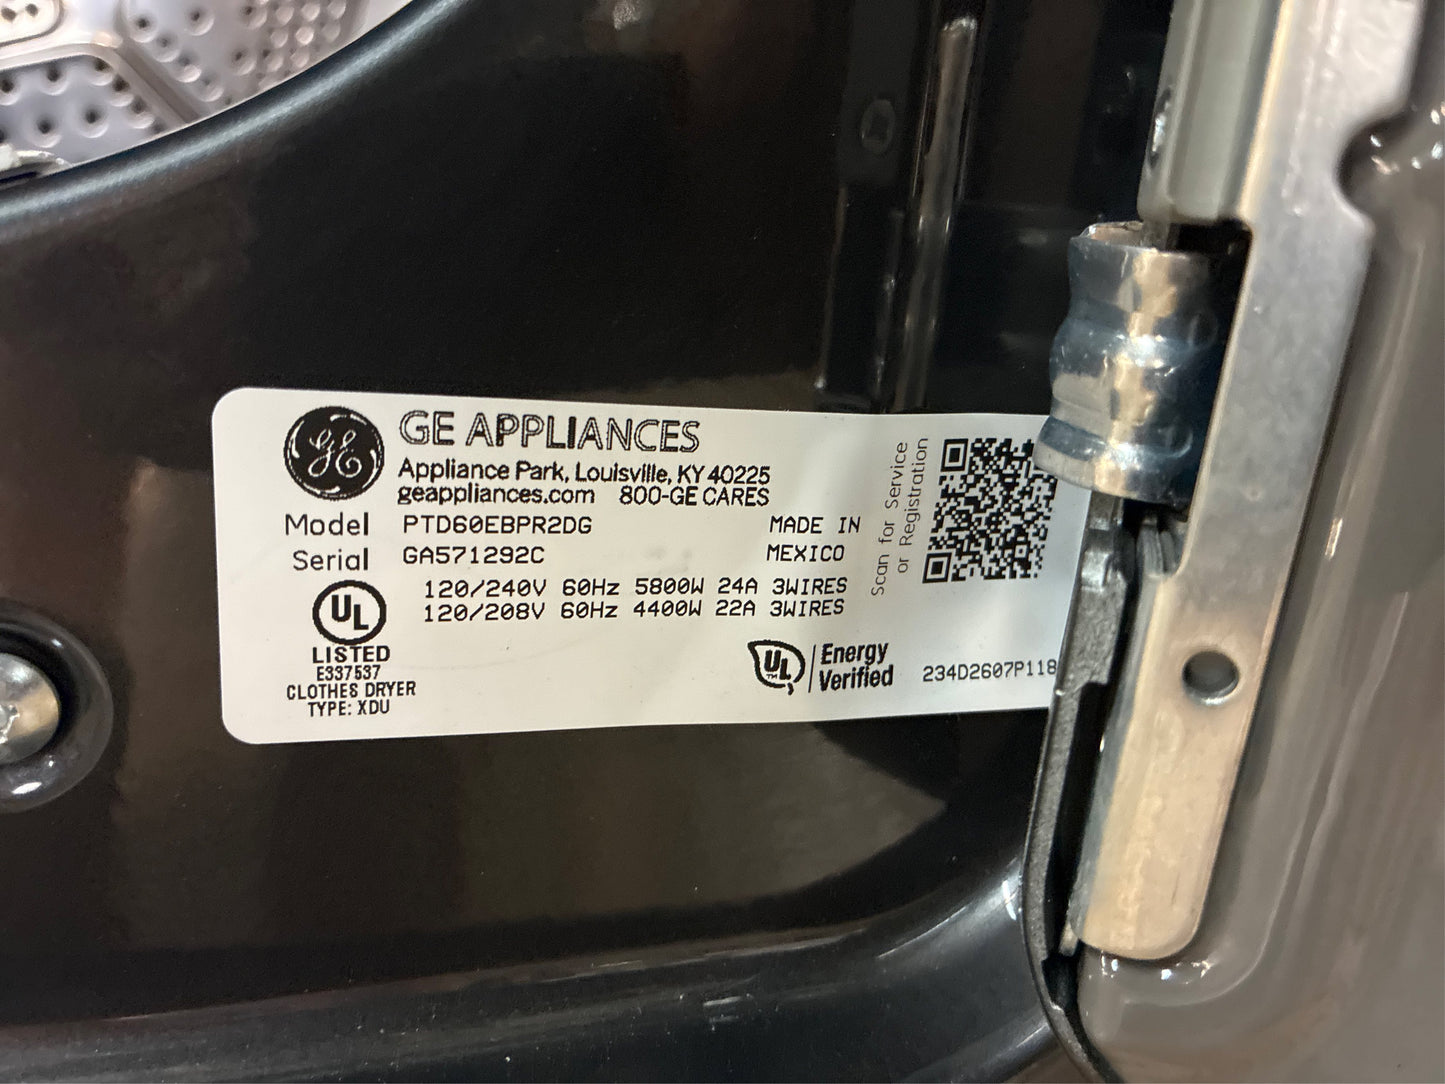 GE
GE APPLIANCES
Appliance Park, Louisville, KY 40225
geappliances.com 800-GE CARES
Model PTD60EBPR2DG
Serial GA571292C
MADE IN
MEXICO
120/240V 60Hz 5800W 24A 3WIRES
120/208V 60Hz 4400W 22A 3WIRES
UL
LISTED
E337537
CLOTHES DRYER
TYPE: XDU
UL
Energy
Verified
234D2607P118
Scan for Service
or Registration